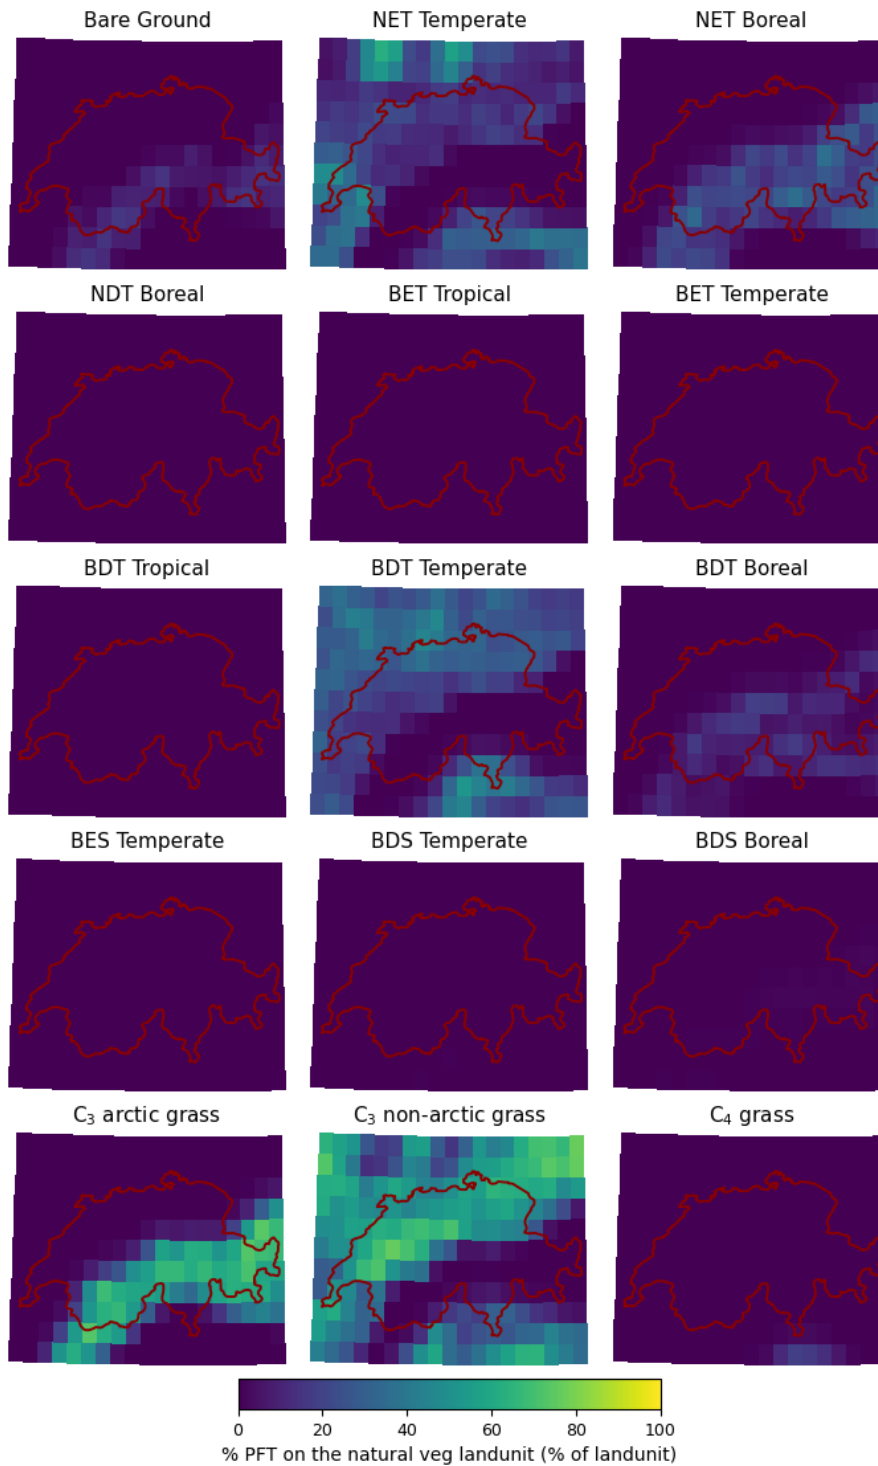 Bare Ground
NET Temperate
NET Boreal
NDT Boreal
BET Tropical
BET Temperate
BDT Tropical
BDT Temperate
BDT Boreal
BES Temperate
BDS Temperate
BDS Boreal
C₃ arctic grass
C₃ non-arctic grass
C₄ grass
0 20 40 60 80 100
% PFT on the natural veg landunit (% of landunit)